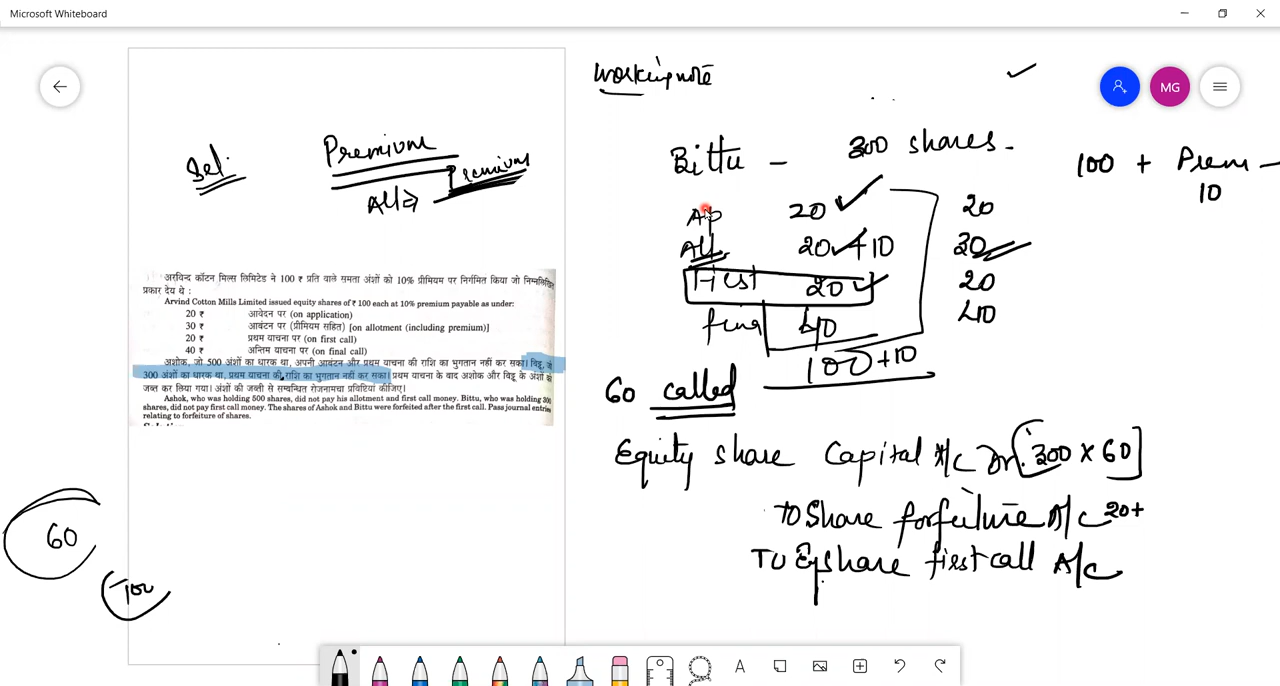 Microsoft Whiteboard
MG
Sol:
Premium
All⇒ Premium
अरविन्द कॉटन मिल्स लिमिटेड ने 100 ₹ प्रति वाले समता अंशों को 10% प्रीमियम पर निर्गमित किया जो निम्नलिखित
प्रकार देय थे :
Arvind Cotton Mills Limited issued equity shares of ₹ 100 each at 10% premium payable as under:
20 ₹ आवेदन पर (on application)
30 ₹ आबंटन पर (प्रीमियम सहित) [on allotment (including premium)]
20 ₹ प्रथम याचना पर (on first call)
40 ₹ अन्तिम याचना पर (on final call)
अशोक, जो 500 अंशों का धारक था, अपनी आबंटन और प्रथम याचना की राशि का भुगतान नहीं कर सका। बिट्टू, जो
300 अंशों का धारक था, प्रथम याचना की राशि का भुगतान नहीं कर सका। प्रथम याचना के बाद अशोक और बिट्टू के अंशों को
जब्त कर लिया गया। अंशों की जब्ती से सम्बन्धित रोजनामचा प्रविष्टियां कीजिए।
Ashok, who was holding 500 shares, did not pay his allotment and first call money. Bittu, who was holding 300
shares, did not pay first call money. The shares of Ashok and Bittu were forfeited after the first call. Pass journal entries
relating to forfeiture of shares.
60
100
Working note
Bittu - 300 shares-
100 + Prem -
10
Ap 20 20
All 20 + 10 30
First 20 20
fina 40 40
100 + 10
60 called
Equity share Capital A/c Dr. [300 x 60]
To Share forfeiture A/c 20+
To Eq share first call A/c
A